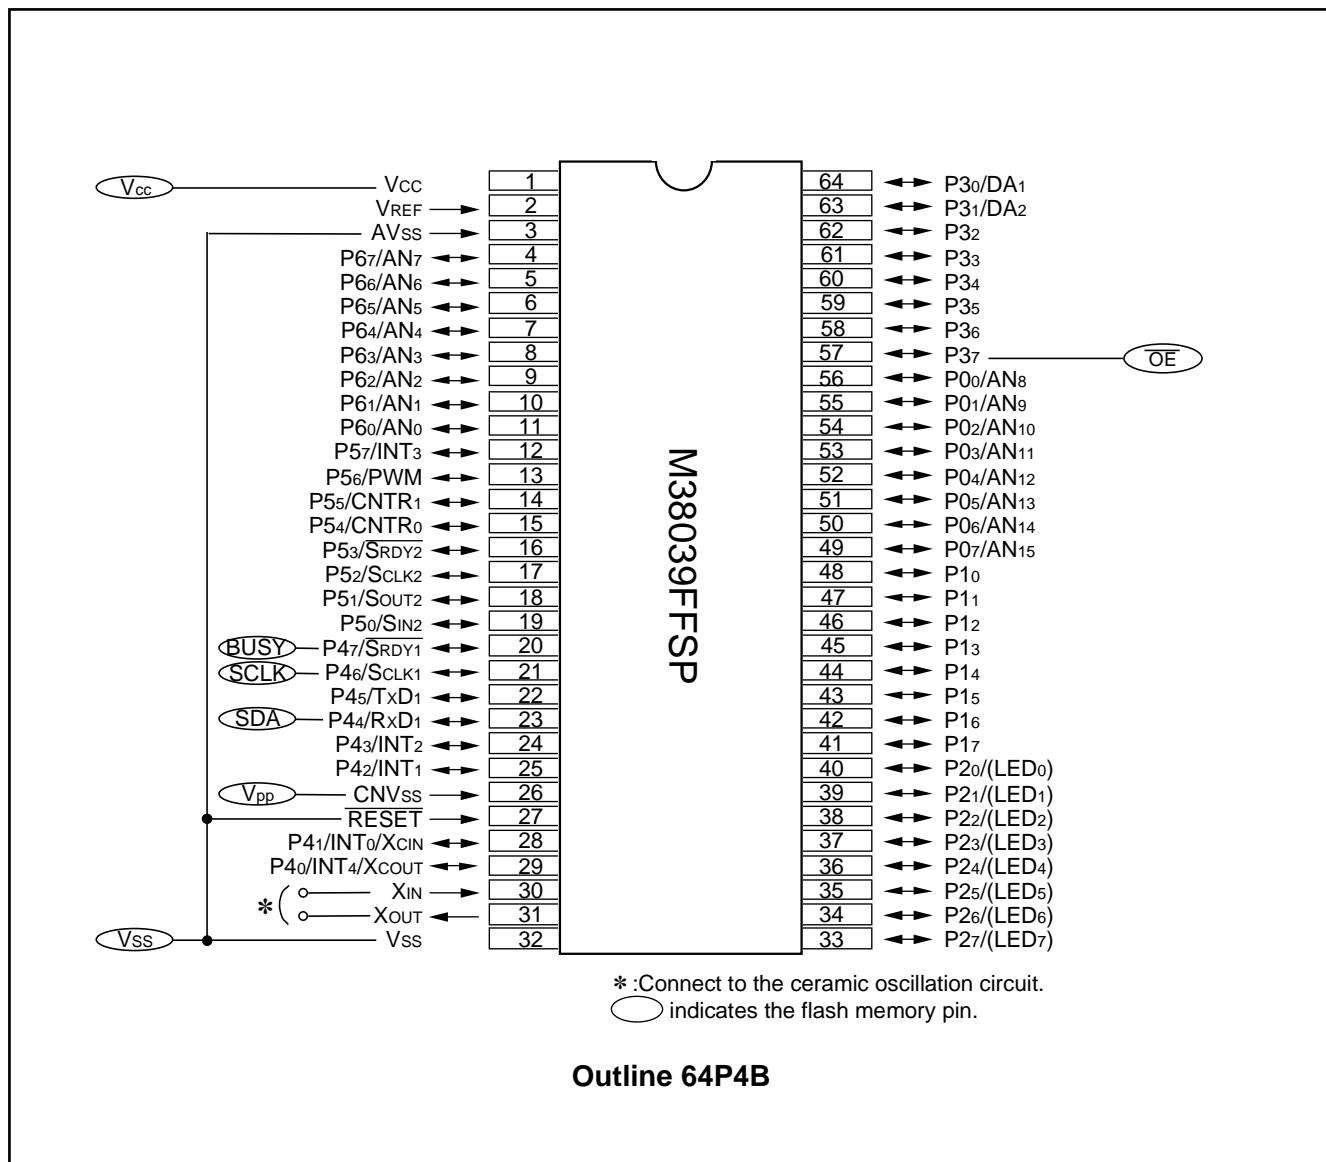 Vcc VCC 1 64 P30/DA1
VREF 2 63 P31/DA2
AVSS 3 62 P32
P67/AN7 4 61 P33
P66/AN6 5 60 P34
P65/AN5 6 59 P35
P64/AN4 7 58 P36
P63/AN3 8 57 P37 OE
P62/AN2 9 56 P00/AN8
P61/AN1 10 55 P01/AN9
P60/AN0 11 54 P02/AN10
P57/INT3 12 53 P03/AN11
P56/PWM 13 52 P04/AN12
P55/CNTR1 14 51 P05/AN13
P54/CNTR0 15 50 P06/AN14
P53/SRDY2 16 49 P07/AN15
P52/SCLK2 17 48 P10
P51/SOUT2 18 47 P11
P50/SIN2 19 46 P12
BUSY P47/SRDY1 20 45 P13
SCLK P46/SCLK1 21 44 P14
P45/TXD1 22 43 P15
SDA P44/RXD1 23 42 P16
P43/INT2 24 41 P17
P42/INT1 25 40 P20/(LED0)
Vpp CNVSS 26 39 P21/(LED1)
RESET 27 38 P22/(LED2)
P41/INT0/XCIN 28 37 P23/(LED3)
P40/INT4/XCOUT 29 36 P24/(LED4)
* XIN 30 35 P25/(LED5)
XOUT 31 34 P26/(LED6)
VSS VSS 32 33 P27/(LED7)
M38039FFSP
* :Connect to the ceramic oscillation circuit.
indicates the flash memory pin.
Outline 64P4B